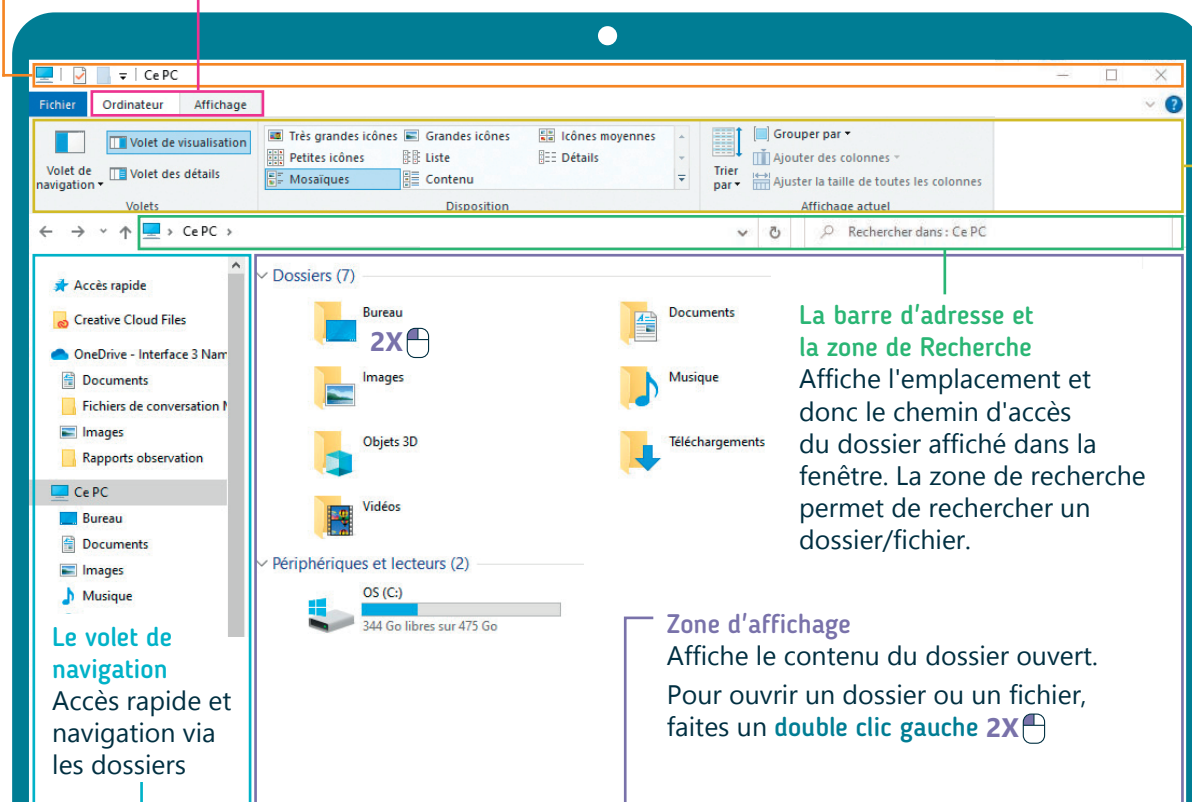 Ce PC
Fichier Ordinateur Affichage
Volet de navigation
Volet de visualisation
Volet des détails
Volets
Très grandes icônes Grandes icônes Icônes moyennes
Petites icônes Liste Détails
Mosaïques Contenu
Disposition
Trier par
Grouper par
Ajouter des colonnes
Ajuster la taille de toutes les colonnes
Affichage actuel
Ce PC
Rechercher dans : Ce PC
Accès rapide
Creative Cloud Files
OneDrive - Interface 3 Nam
Documents
Fichiers de conversation
Images
Rapports observation
Ce PC
Bureau
Documents
Images
Musique
Le volet de
navigation
Accès rapide et
navigation via
les dossiers
Dossiers (7)
Bureau
2X
Documents
Images
Musique
Objets 3D
Téléchargements
Vidéos
Périphériques et lecteurs (2)
OS (C:)
344 Go libres sur 475 Go
La barre d'adresse et
la zone de Recherche
Affiche l'emplacement et
donc le chemin d'accès
du dossier affiché dans la
fenêtre. La zone de recherche
permet de rechercher un
dossier/fichier.
Zone d'affichage
Affiche le contenu du dossier ouvert.
Pour ouvrir un dossier ou un fichier,
faites un double clic gauche 2X